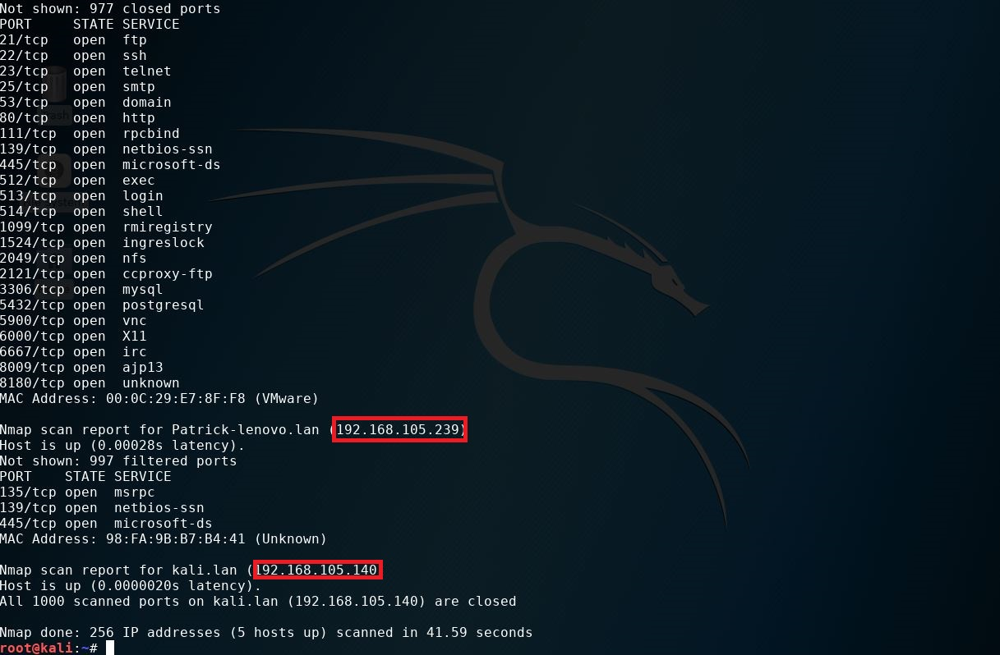 Not shown: 977 closed ports
PORT     STATE SERVICE
21/tcp   open  ftp
22/tcp   open  ssh
23/tcp   open  telnet
25/tcp   open  smtp
53/tcp   open  domain
80/tcp   open  http
111/tcp  open  rpcbind
139/tcp  open  netbios-ssn
445/tcp  open  microsoft-ds
512/tcp  open  exec
513/tcp  open  login
514/tcp  open  shell
1099/tcp open  rmiregistry
1524/tcp open  ingreslock
2049/tcp open  nfs
2121/tcp open  ccproxy-ftp
3306/tcp open  mysql
5432/tcp open  postgresql
5900/tcp open  vnc
6000/tcp open  X11
6667/tcp open  irc
8009/tcp open  ajp13
8180/tcp open  unknown
MAC Address: 00:0C:29:E7:8F:F8 (VMware)
Nmap scan report for Patrick-lenovo.lan (192.168.105.239)
Host is up (0.00028s latency).
Not shown: 997 filtered ports
PORT    STATE SERVICE
135/tcp open  msrpc
139/tcp open  netbios-ssn
445/tcp open  microsoft-ds
MAC Address: 98:FA:9B:B7:B4:41 (Unknown)
Nmap scan report for kali.lan (192.168.105.140
Host is up (0.0000020s latency).
All 1000 scanned ports on kali.lan (192.168.105.140) are closed
Nmap done: 256 IP addresses (5 hosts up) scanned in 41.59 seconds
root@kali:~#